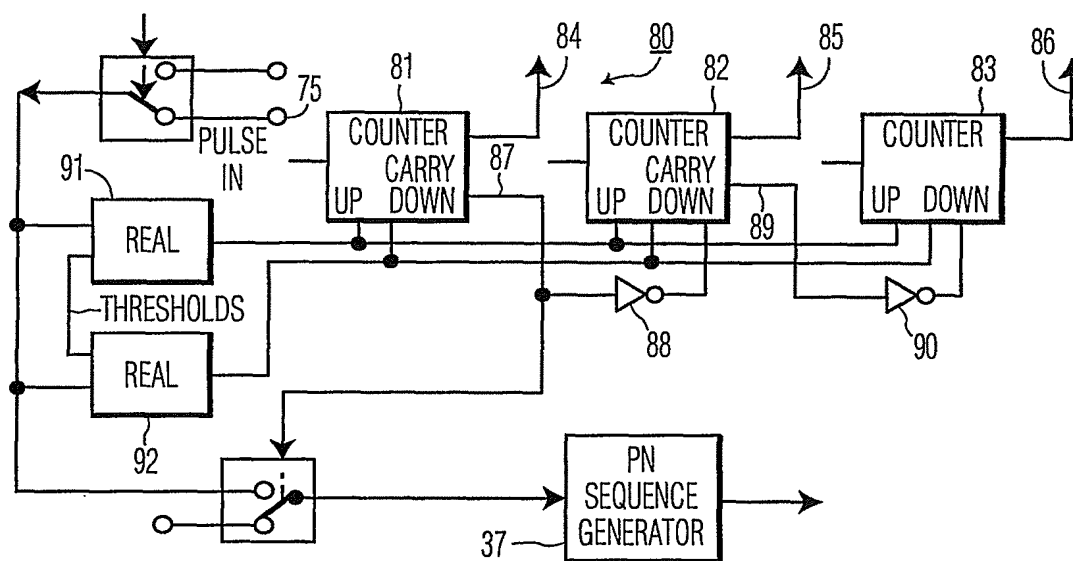 84
80
85
86
81
82
83
75
PULSE
IN
COUNTER
CARRY
UP DOWN
87
COUNTER
CARRY
UP DOWN
89
COUNTER
UP DOWN
91
REAL
THRESHOLDS
REAL
92
88
90
PN
SEQUENCE
GENERATOR
37